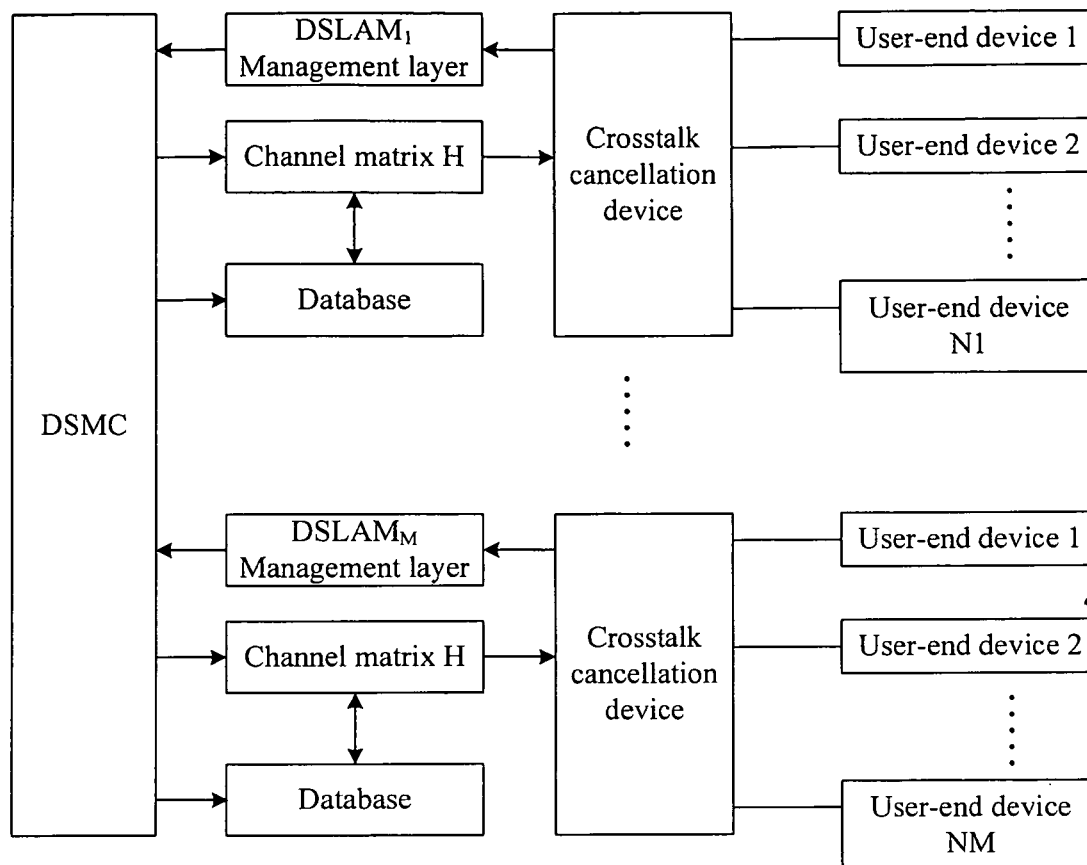 DSMC
DSLAM₁
Management layer
Channel matrix H
Database
Crosstalk
cancellation
device
User-end device 1
User-end device 2
User-end device
N1
DSLAM_M
Management layer
Channel matrix H
Database
Crosstalk
cancellation
device
User-end device 1
User-end device 2
User-end device
NM